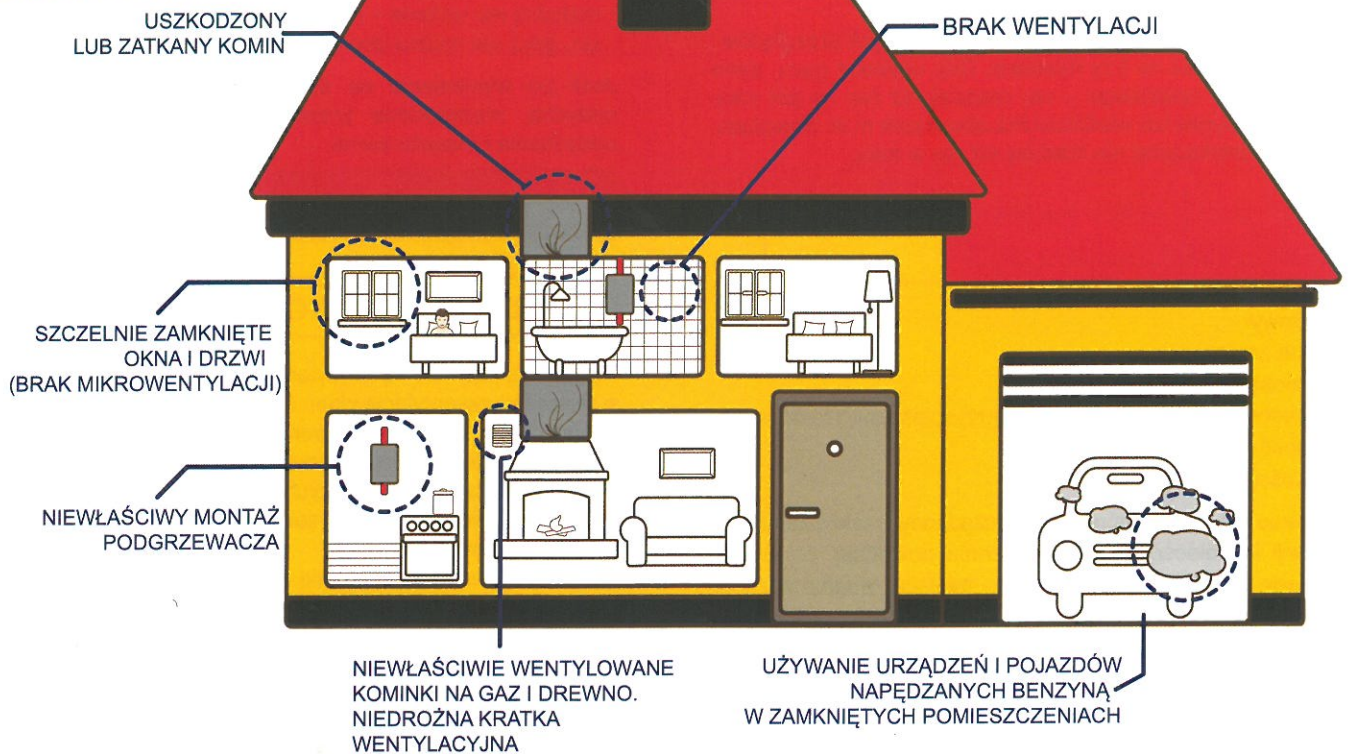 USZKODZONY
LUB ZATKANY KOMIN
BRAK WENTYLACJI
SZCZELNIE ZAMKNIĘTE
OKNA I DRZWI
(BRAK MIKROWENTYLACJI)
NIEWŁAŚCIWY MONTAŻ
PODGRZEWACZA
NIEWŁAŚCIWIE WENTYLOWANE
KOMINKI NA GAZ I DREWNO.
NIEDROŻNA KRATKA
WENTYLACYJNA
UŻYWANIE URZĄDZEŃ I POJAZDÓW
NAPĘDZANYCH BENZYNĄ
W ZAMKNIĘTYCH POMIESZCZENIACH